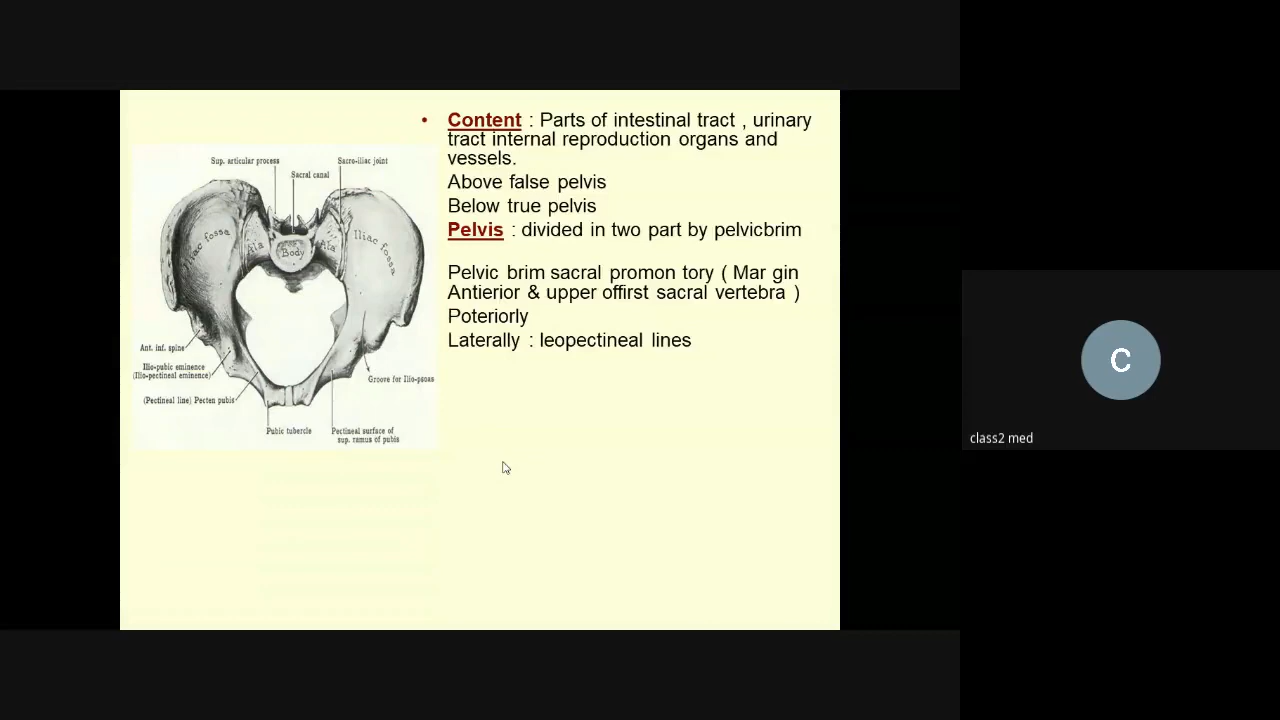 • Content : Parts of intestinal tract , urinary
tract internal reproduction organs and
vessels.
Above false pelvis
Below true pelvis
Pelvis : divided in two part by pelvicbrim
Pelvic brim sacral promon tory ( Mar gin
Antierior & upper offirst sacral vertebra )
Poteriorly
Laterally : leopectineal lines
Sup. articular process
Sacro-iliac joint
Sacral canal
Iliac fossa
Ala
Body
Ala
Iliac fossa
Ant. inf. spine
Ilio-pubic eminence
(Ilio-pectineal eminence)
(Pectineal line) Pecten pubis
Groove for Ilio-psoas
Pubic tubercle
Pectineal surface of
sup. ramus of pubis
C
class2 med